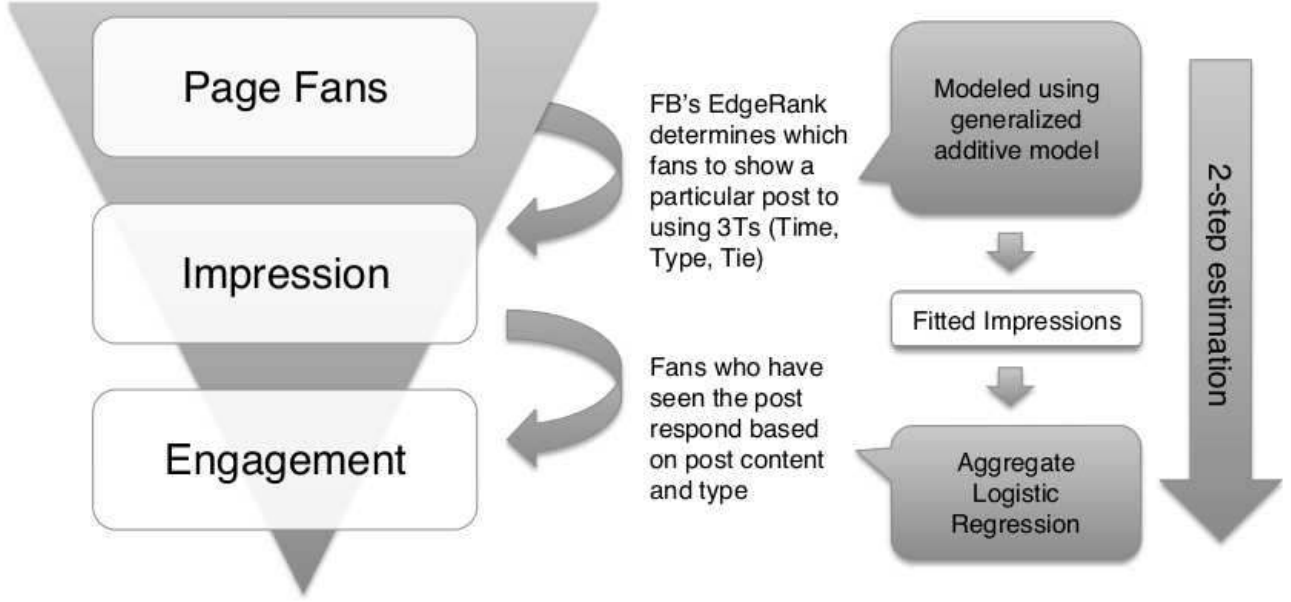 Page Fans
Impression
Engagement
FB's EdgeRank
determines which
fans to show a
particular post to
using 3Ts (Time,
Type, Tie)
Fans who have
seen the post
respond based
on post content
and type
Modeled using
generalized
additive model
Fitted Impressions
Aggregate
Logistic
Regression
2-step estimation